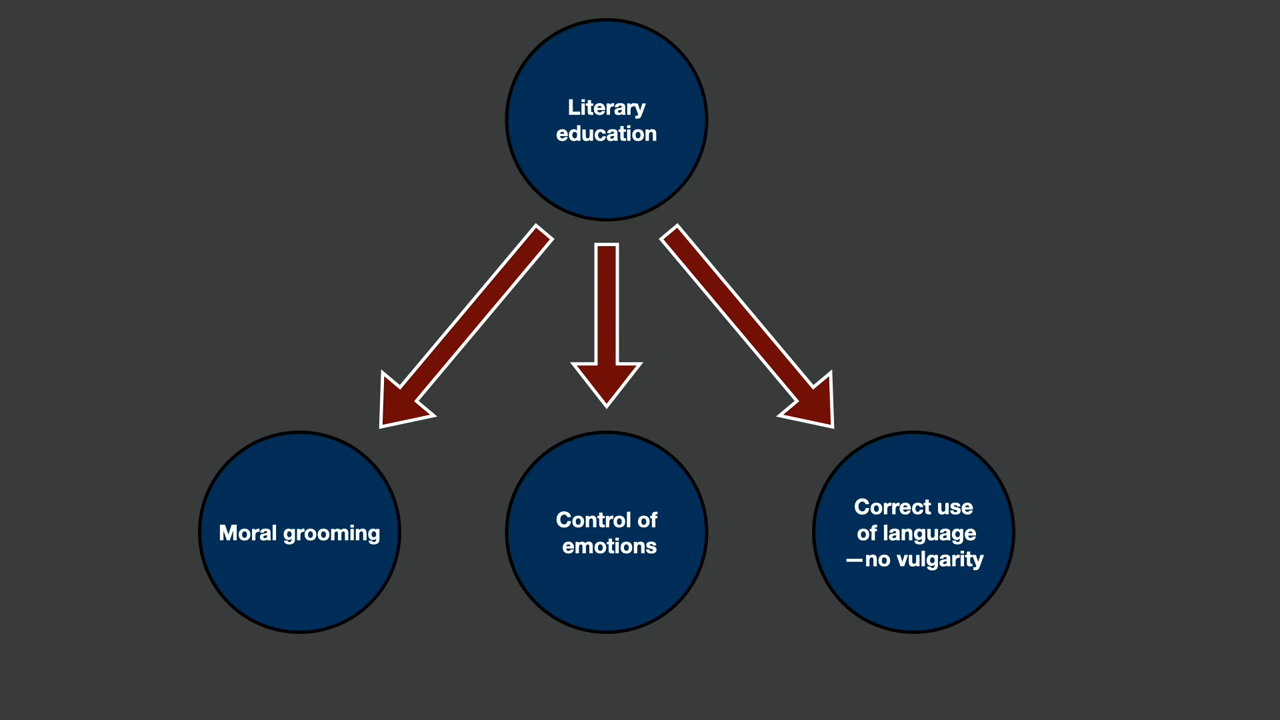 Literary
education
Moral grooming
Control of
emotions
Correct use
of language
—no vulgarity